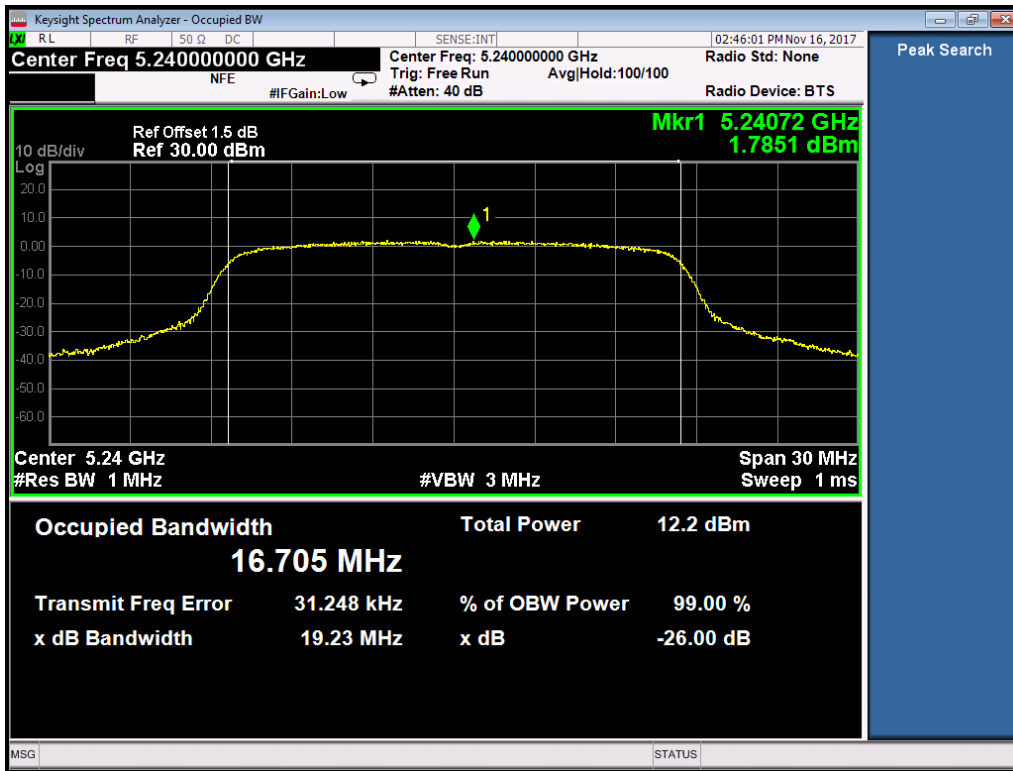 Keysight Spectrum Analyzer - Occupied BW
LXI RL RF 50 Ω DC SENSE:INT 02:46:01 PM Nov 16, 2017
Center Freq 5.240000000 GHz Center Freq: 5.240000000 GHz Radio Std: None
NFE Trig: Free Run Avg|Hold: 100/100
#IFGain:Low #Atten: 40 dB Radio Device: BTS
Peak Search
Ref Offset 1.5 dB Mkr1 5.24072 GHz
10 dB/div Ref 30.00 dBm 1.7851 dBm
Log
20.0
10.0
1
0.00
-10.0
-20.0
-30.0
-40.0
-50.0
-60.0
Center 5.24 GHz Span 30 MHz
#Res BW 1 MHz #VBW 3 MHz Sweep 1 ms
Occupied Bandwidth Total Power 12.2 dBm
16.705 MHz
Transmit Freq Error 31.248 kHz % of OBW Power 99.00 %
x dB Bandwidth 19.23 MHz x dB -26.00 dB
MSG STATUS